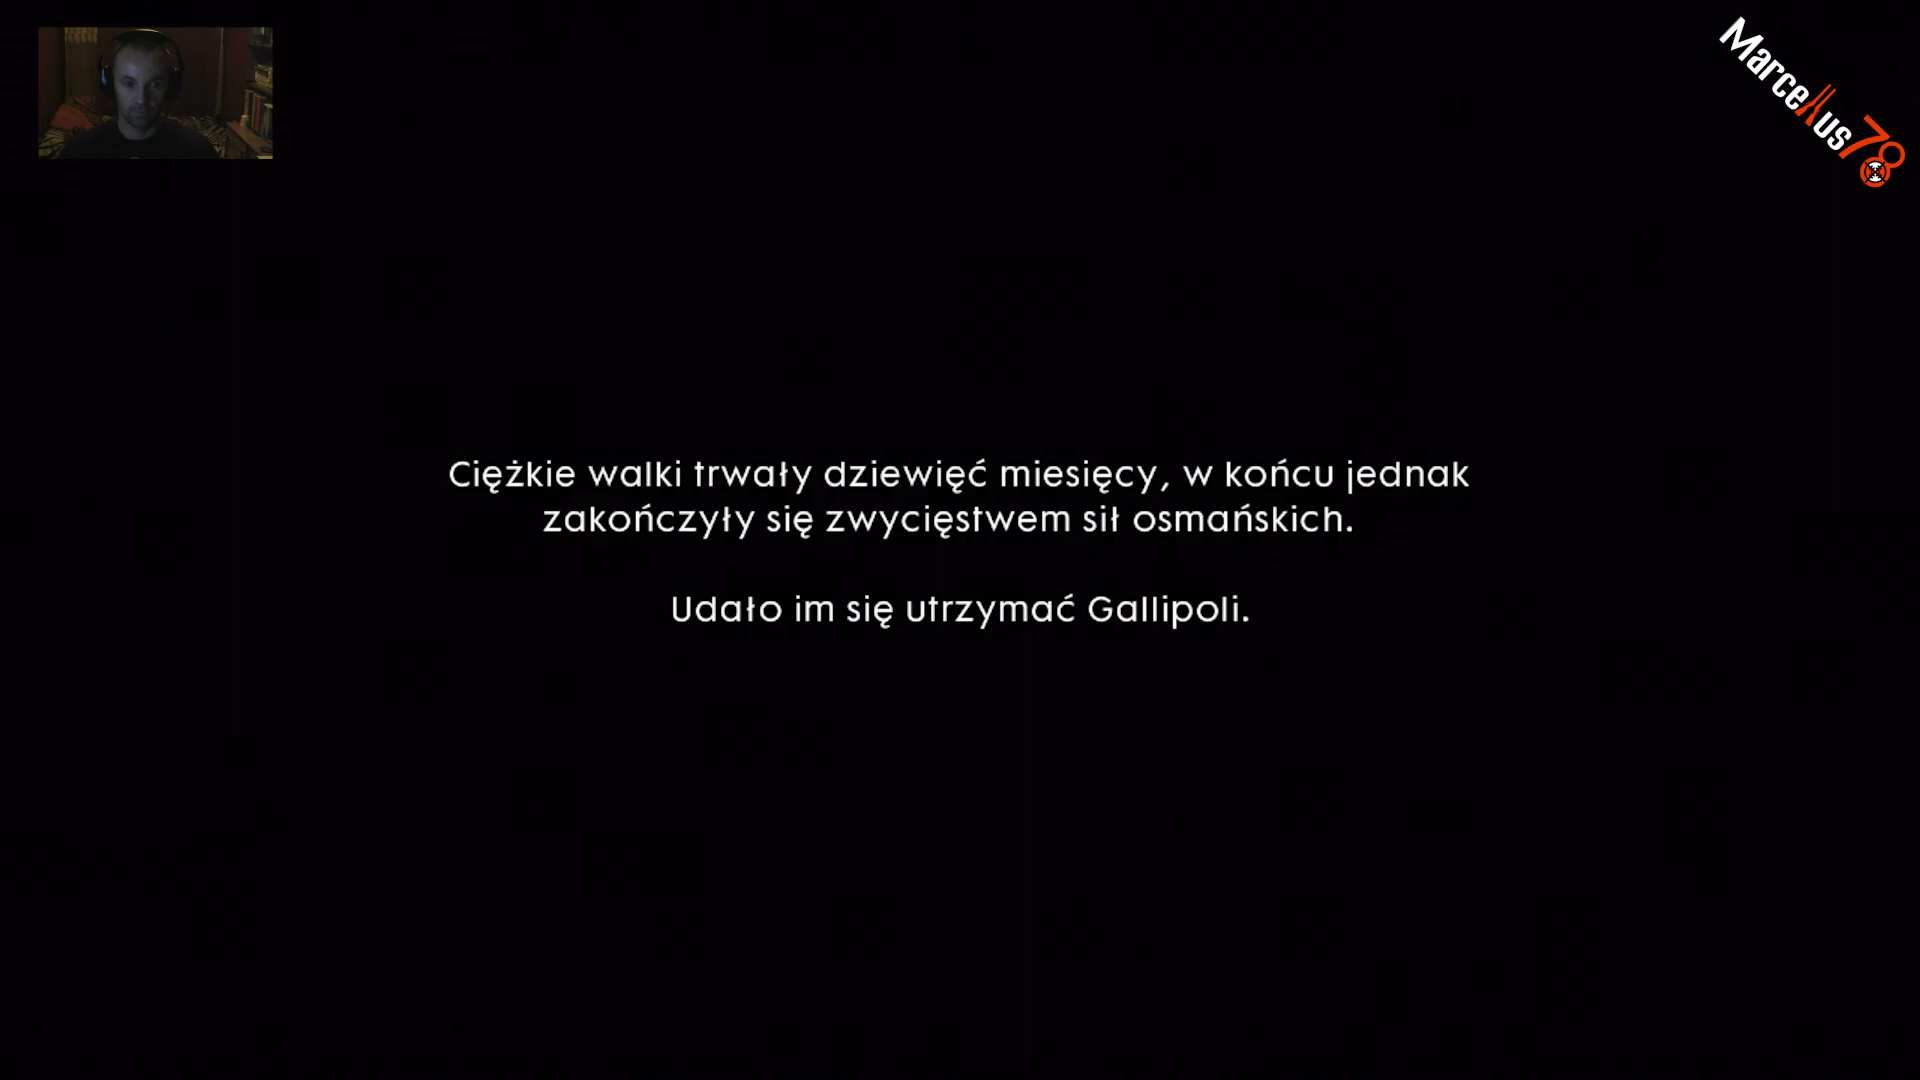 Marcellus78
Ciężkie walki trwały dziewięć miesięcy, w końcu jednak
zakończyły się zwycięstwem sił osmańskich.
Udało im się utrzymać Gallipoli.